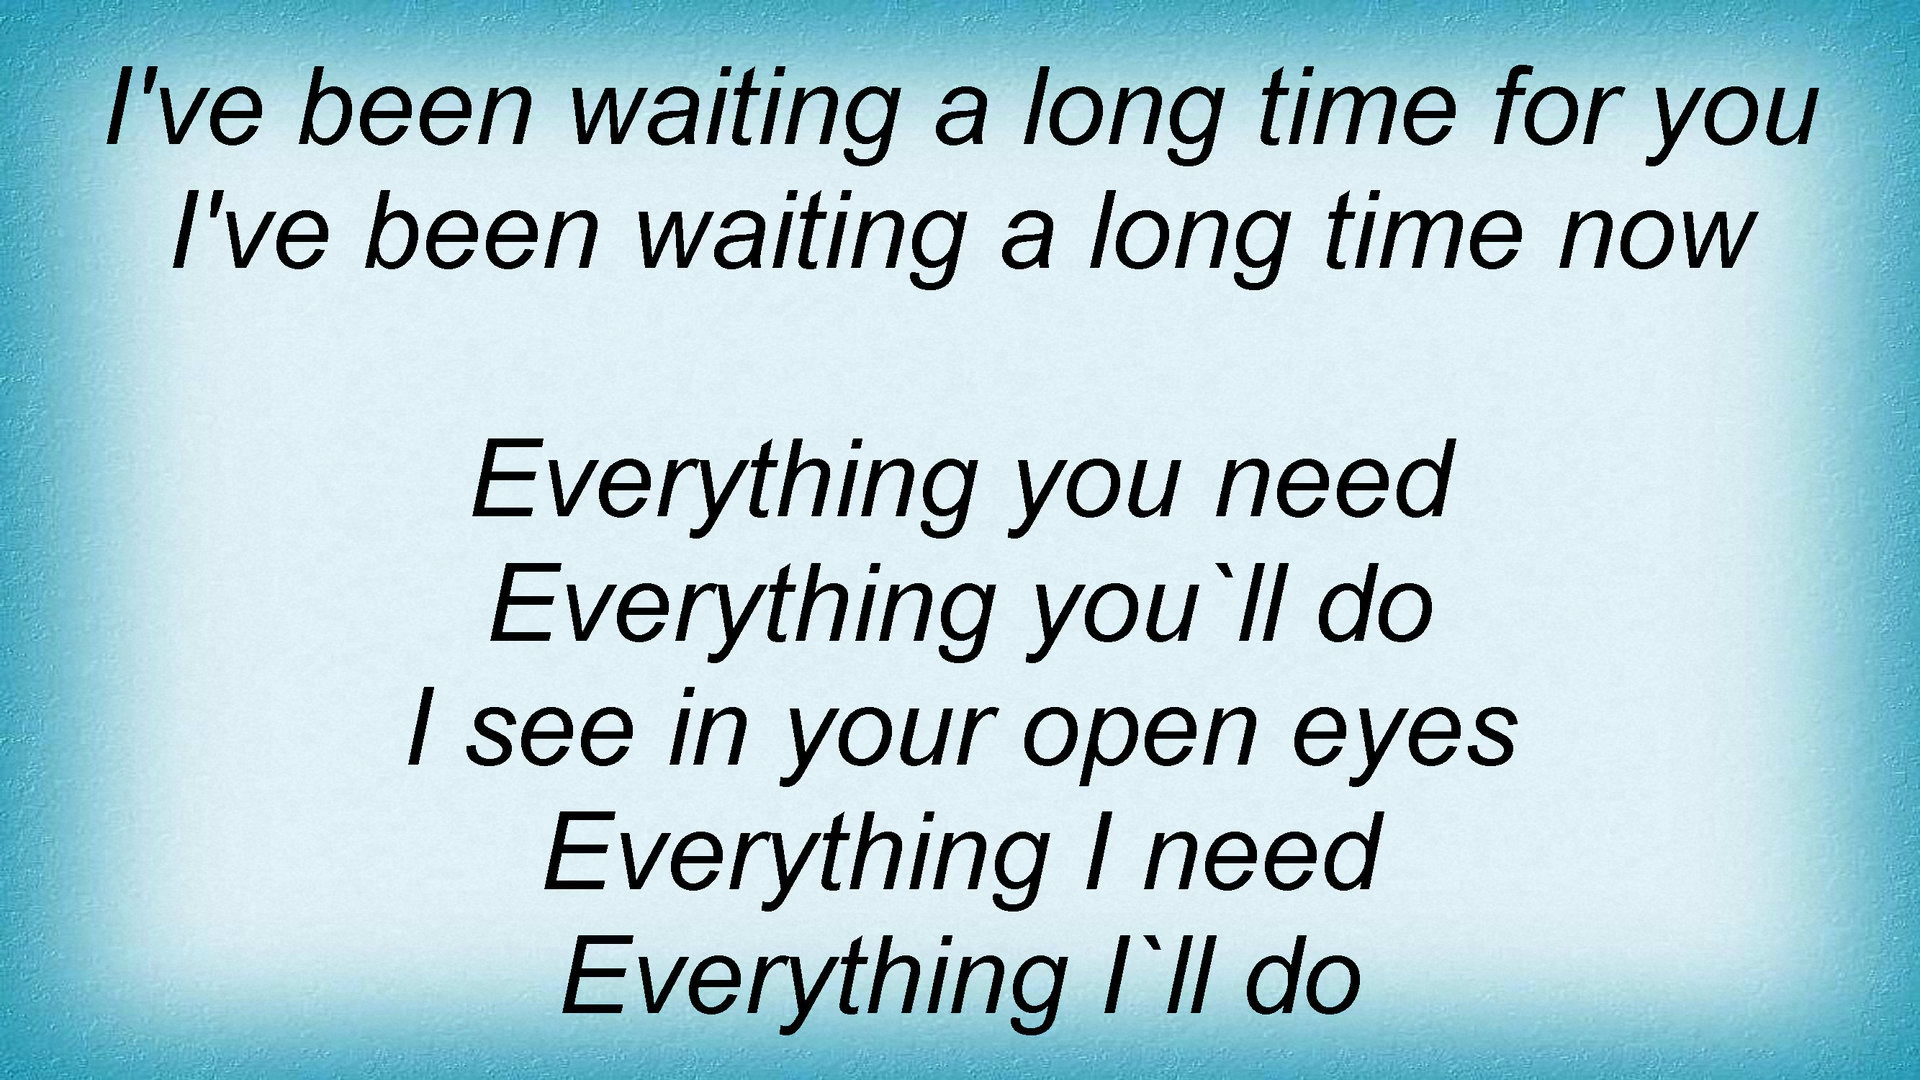 I've been waiting a long time for you
I've been waiting a long time now
Everything you need
Everything you`ll do
I see in your open eyes
Everything I need
Everything I`ll do